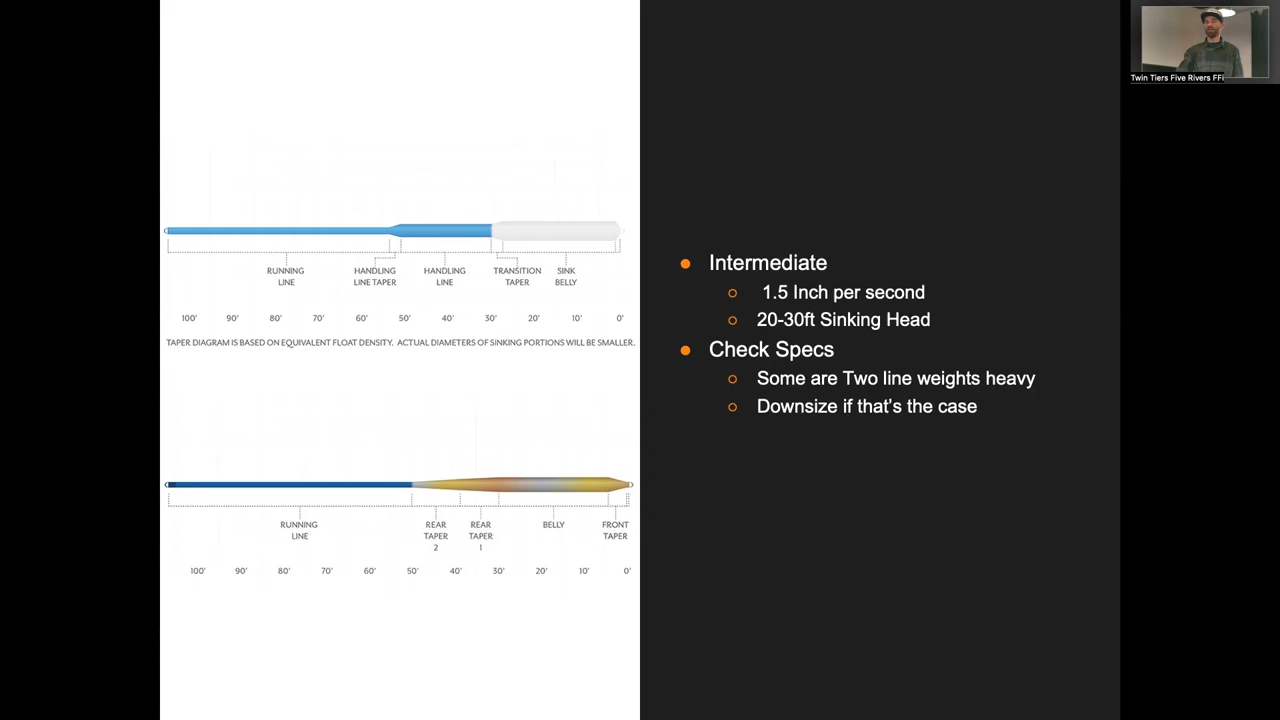 RUNNING
LINE
HANDLING
LINE TAPER
HANDLING
LINE
TRANSITION
TAPER
SINK
BELLY
100' 90' 80' 70' 60' 50' 40' 30' 20' 10' 0'
TAPER DIAGRAM IS BASED ON EQUIVALENT FLOAT DENSITY. ACTUAL DIAMETERS OF SINKING PORTIONS WILL BE SMALLER.
RUNNING
LINE
REAR
TAPER
2
REAR
TAPER
1
BELLY
FRONT
TAPER
100' 90' 80' 70' 60' 50' 40' 30' 20' 10' 0'
Intermediate
1.5 Inch per second
20-30ft Sinking Head
Check Specs
Some are Two line weights heavy
Downsize if that's the case
Twin Tiers Five Rivers FFi